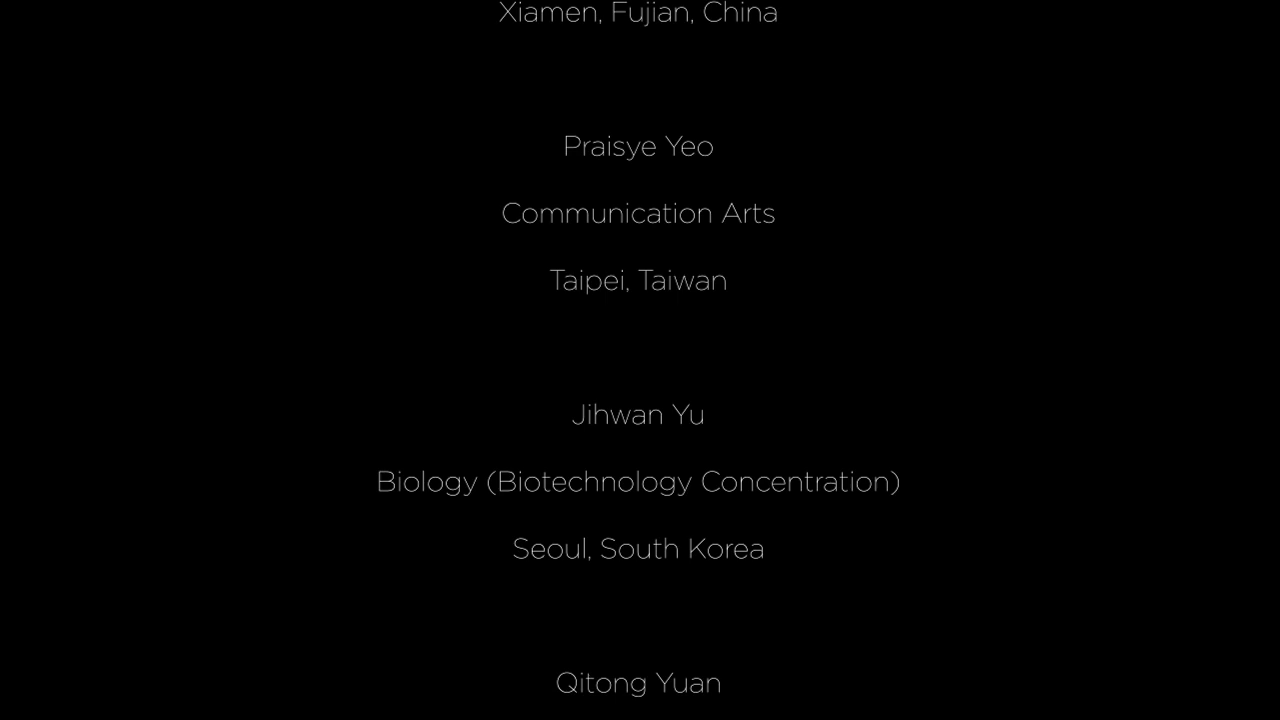 Xiamen, Fujian, China
Praisye Yeo
Communication Arts
Taipei, Taiwan
Jihwan Yu
Biology (Biotechnology Concentration)
Seoul, South Korea
Qitong Yuan